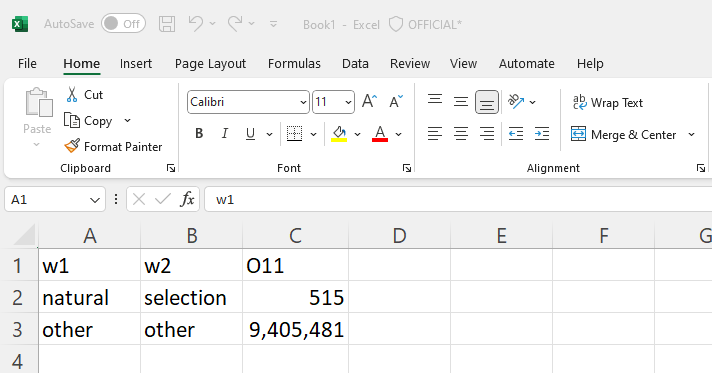 AutoSave Off Book1 - Excel OFFICIAL*
File Home Insert Page Layout Formulas Data Review View Automate Help
Paste Cut Copy Format Painter
Clipboard
Calibri 11 A A
B I U A
Font
ab Wrap Text
Merge & Center
Alignment
A1 fx w1
A B C D E F G
1 w1 w2 O11
2 natural selection 515
3 other other 9,405,481
4